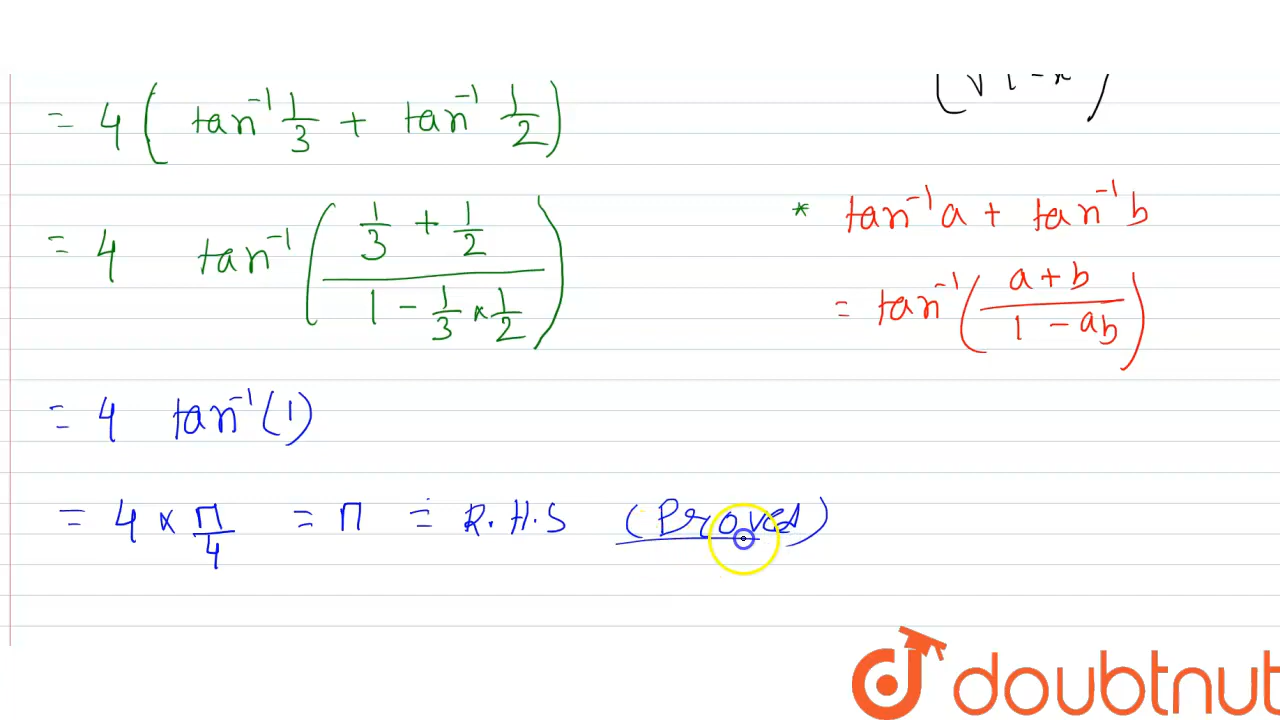 = 4 ( tan⁻¹ 1/3 + tan⁻¹ 1/2 )
= 4 tan⁻¹ ( (1/3 + 1/2) / (1 - 1/3 × 1/2) )
= 4 tan⁻¹ (1)
= 4 × π/4 = π = R.H.S (Proved)
(√1-x)
* tan⁻¹ a + tan⁻¹ b
= tan⁻¹ ( (a+b) / (1 - ab) )
doubtnut